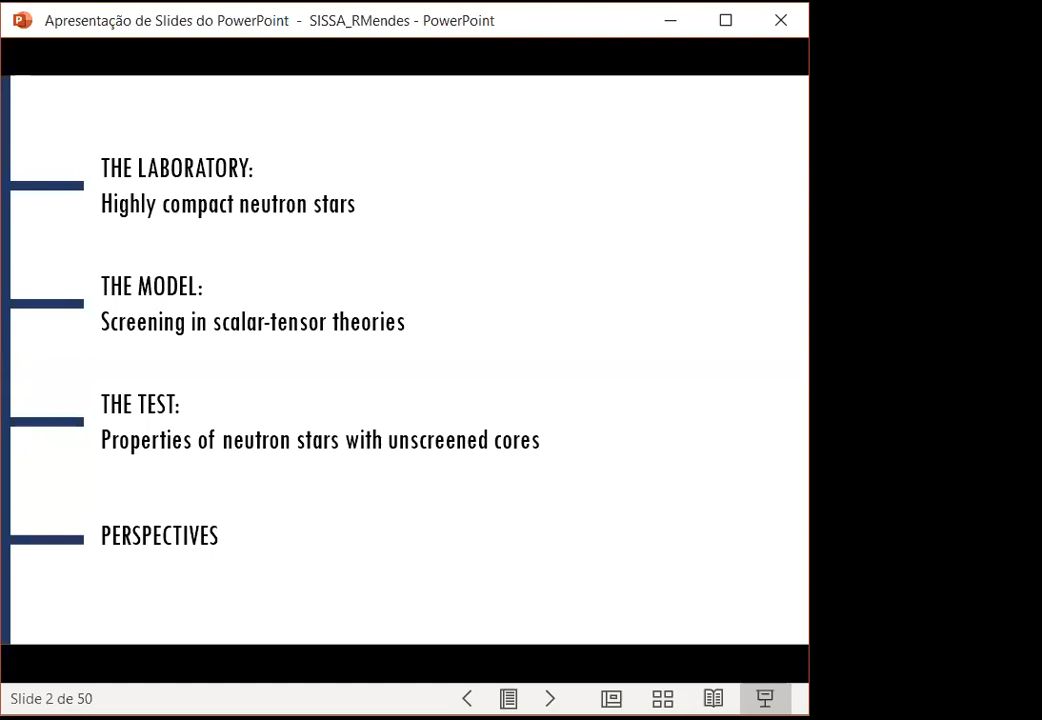 Apresentação de Slides do PowerPoint - SISSA_RMendes - PowerPoint
THE LABORATORY:
Highly compact neutron stars
THE MODEL:
Screening in scalar-tensor theories
THE TEST:
Properties of neutron stars with unscreened cores
PERSPECTIVES
Slide 2 de 50